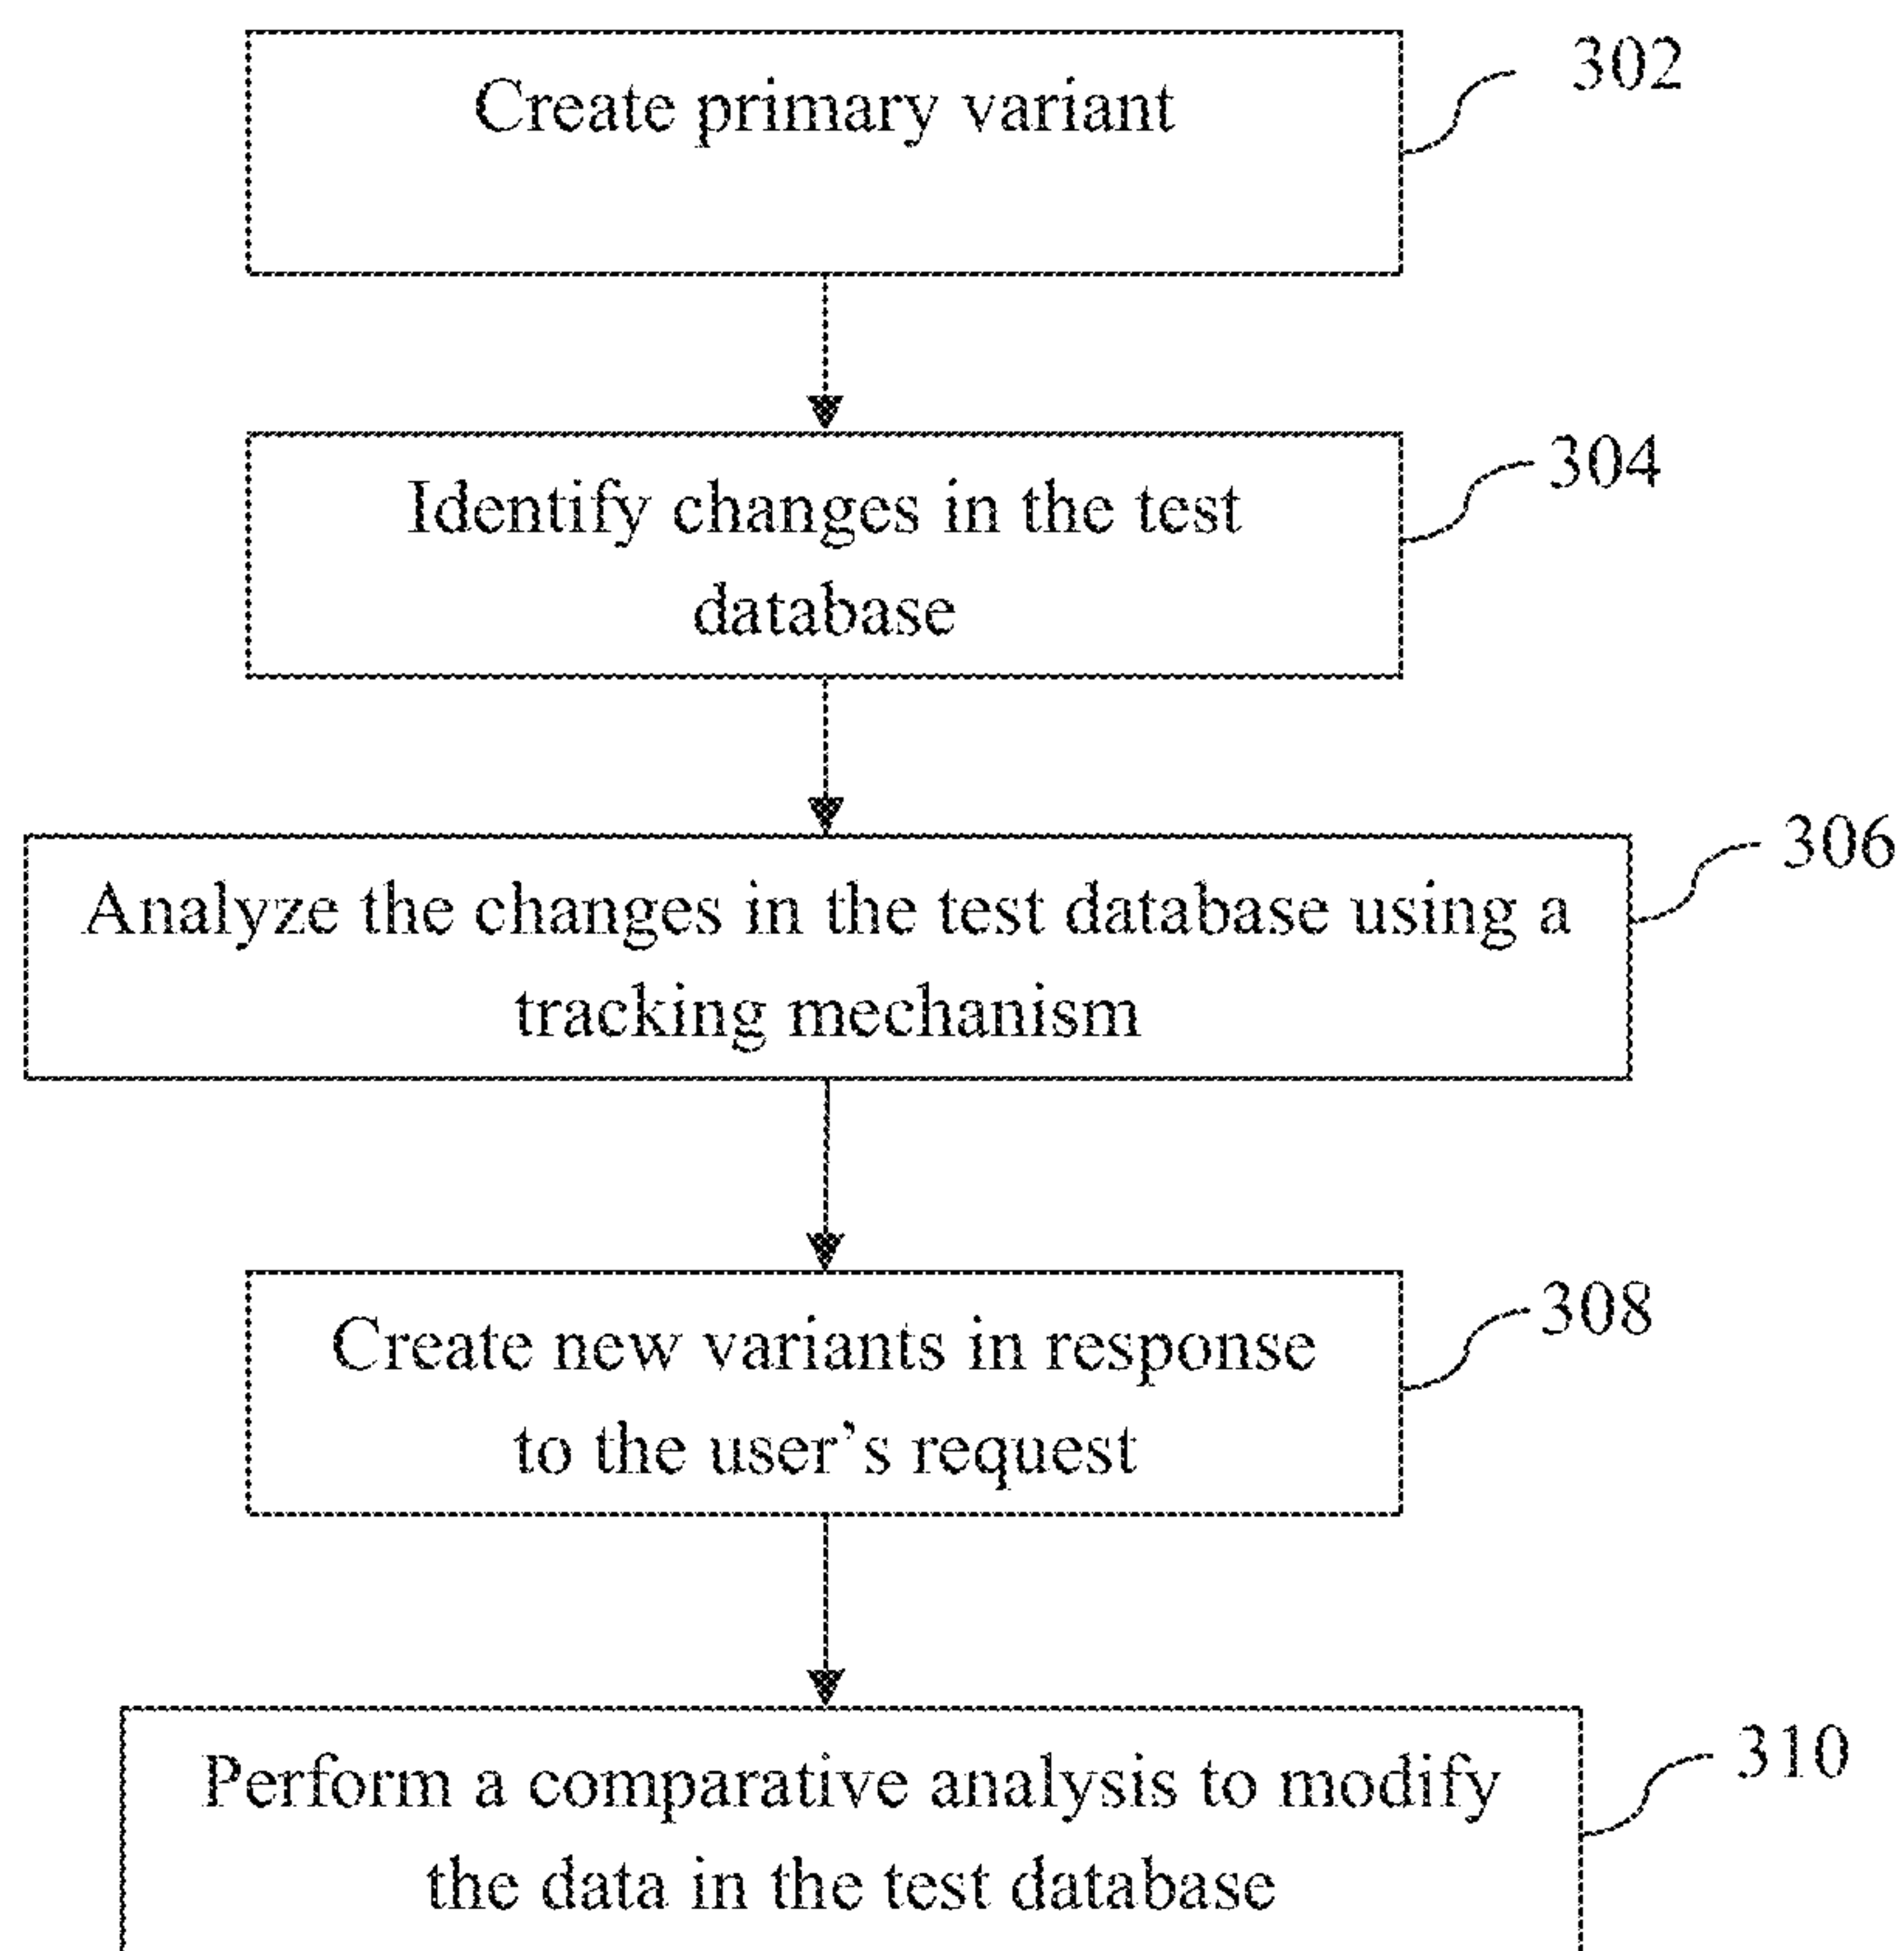 Create primary variant
302
Identify changes in the test
database
304
Analyze the changes in the test database using a
tracking mechanism
306
Create new variants in response
to the user’s request
308
Perform a comparative analysis to modify
the data in the test database
310